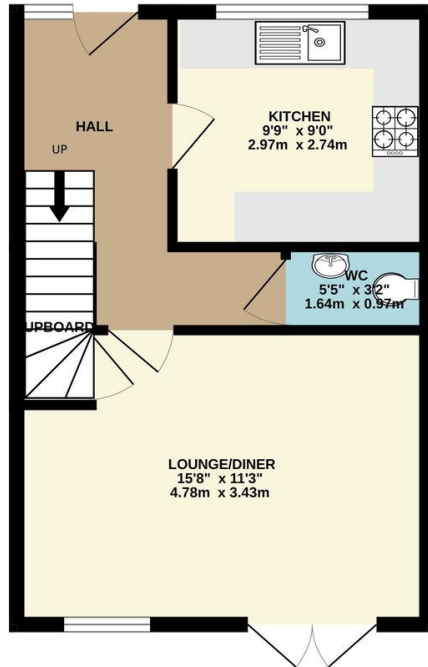 KITCHEN
9'9" x 9'0"
2.97m x 2.74m
HALL
UP
WC
5'5" x 3'2"
1.64m x 0.97m
UPBOARD
LOUNGE/DINER
15'8" x 11'3"
4.78m x 3.43m